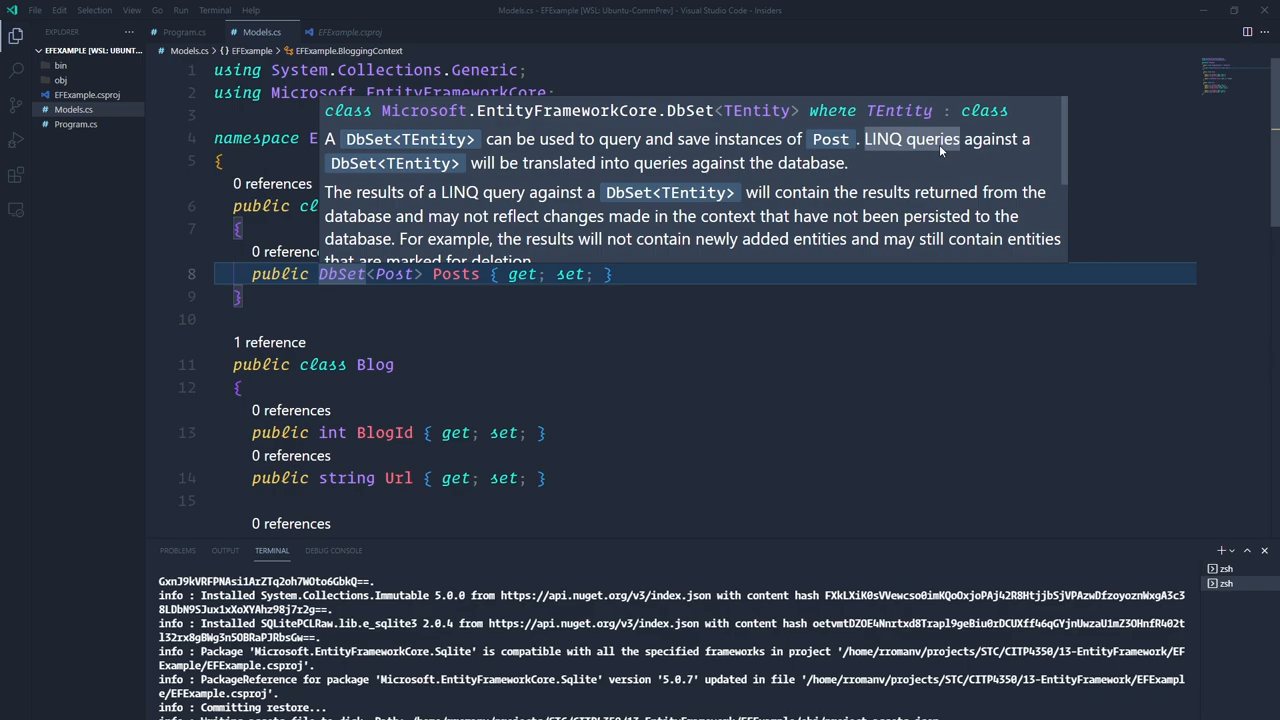 File Edit Selection View Go Run Terminal Help
Models.cs - EFExample [WSL: Ubuntu-CommPrev] - Visual Studio Code - Insiders
EXPLORER
EFEXAMPLE [WSL: UBUNT...
bin
obj
EFExample.csproj
Models.cs
Program.cs
Program.cs Models.cs EFExample.csproj
Models.cs > {} EFExample > EFExample.BloggingContext
1 using System.Collections.Generic;
2 using Microsoft.EntityFrameworkCore;
class Microsoft.EntityFrameworkCore.DbSet<TEntity> where TEntity : class
A DbSet<TEntity> can be used to query and save instances of Post . LINQ queries against a
DbSet<TEntity> will be translated into queries against the database.
The results of a LINQ query against a DbSet<TEntity> will contain the results returned from the
database and may not reflect changes made in the context that have not been persisted to the
database. For example, the results will not contain newly added entities and may still contain entities
that are marked for deletion.
3
4 namespace E
5 {
0 references
6 public cl
7 {
0 referenc
8 public DbSet<Post> Posts { get; set; }
9 }
10
1 reference
11 public class Blog
12 {
0 references
13 public int BlogId { get; set; }
0 references
14 public string Url { get; set; }
15
0 references
PROBLEMS OUTPUT TERMINAL DEBUG CONSOLE
zsh
zsh
info : Installed System.Collections.Immutable 5.0.0 from https://api.nuget.org/v3/index.json with content hash
info : Installed SQLitePCLRaw.lib.e_sqlite3 2.0.4 from https://api.nuget.org/v3/index.json with content hash
info : Package 'Microsoft.EntityFrameworkCore.Sqlite' is compatible with all the specified frameworks in project '/home/rromanv/projects/STC/CITP4350/13-EntityFramework/EF
Example/EFExample.csproj'.
info : PackageReference for package 'Microsoft.EntityFrameworkCore.Sqlite' version '5.0.7' updated in file '/home/rromanv/projects/STC/CITP4350/13-EntityFramework/EFExampl
e/EFExample.csproj'.
info : Committing restore...